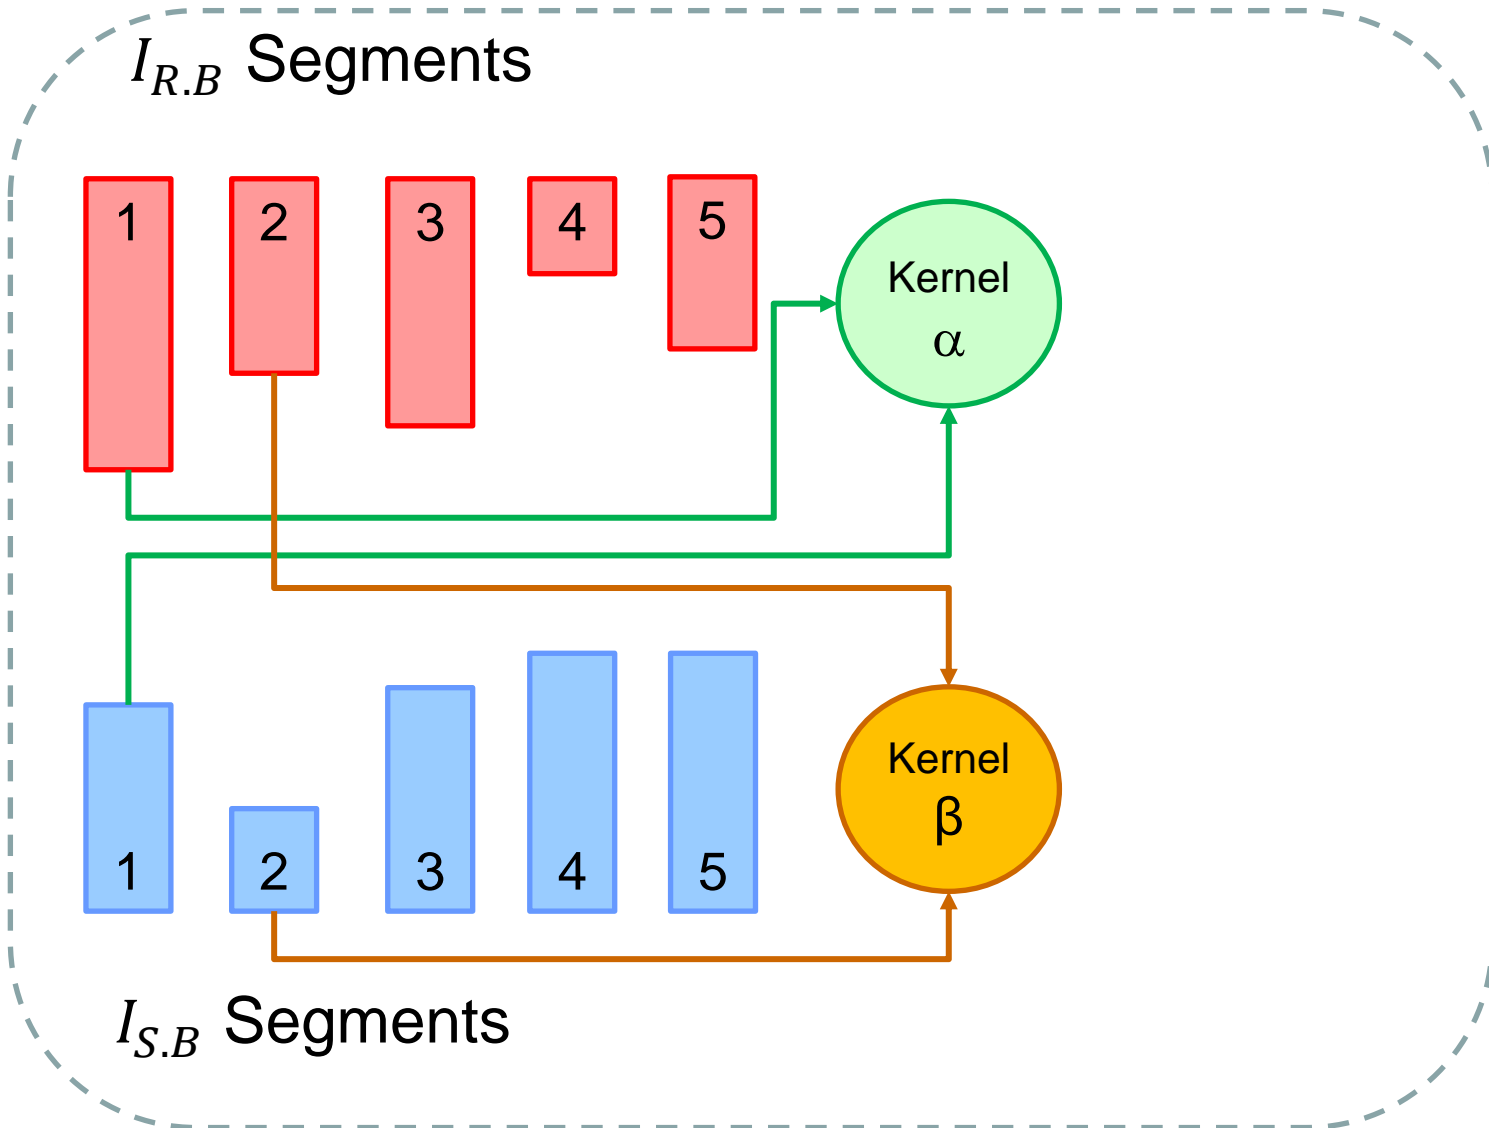 I_{R.B} Segments
1 2 3 4 5
Kernel
α
Kernel
β
1 2 3 4 5
I_{S.B} Segments